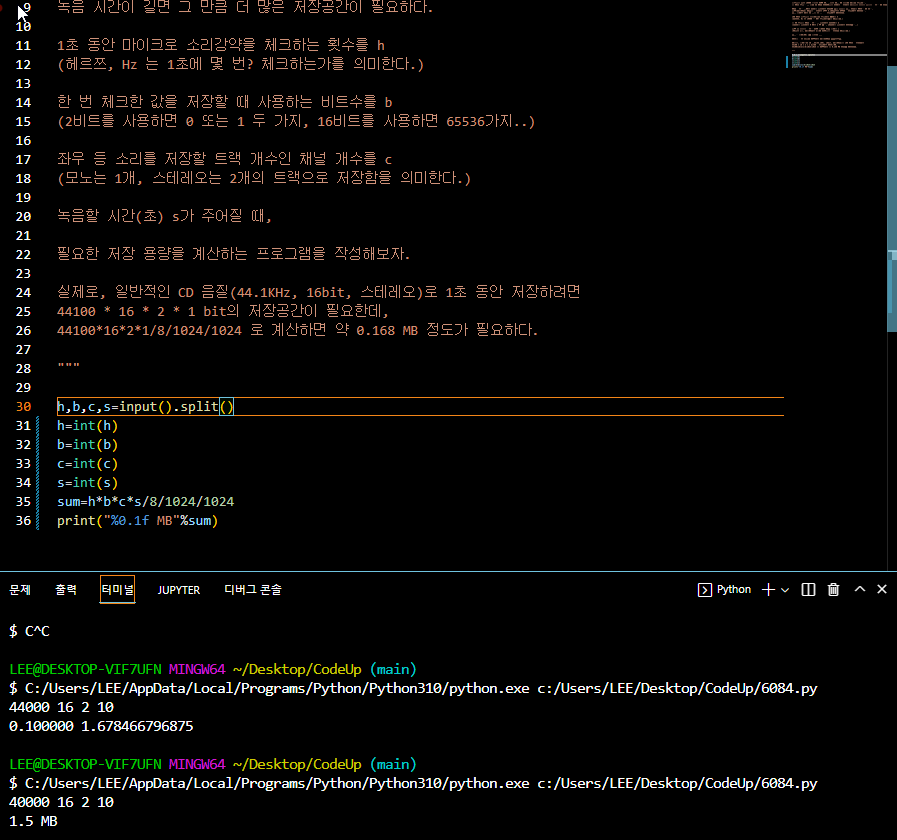 9 녹음 시간이 길면 그 만큼 더 많은 저장공간이 필요하다.
10
11 1초 동안 마이크로 소리강약을 체크하는 횟수를 h
12 (헤르쯔, Hz 는 1초에 몇 번? 체크하는가를 의미한다.)
13
14 한 번 체크한 값을 저장할 때 사용하는 비트수를 b
15 (2비트를 사용하면 0 또는 1 두 가지, 16비트를 사용하면 65536가지..)
16
17 좌우 등 소리를 저장할 트랙 개수인 채널 개수를 c
18 (모노는 1개, 스테레오는 2개의 트랙으로 저장함을 의미한다.)
19
20 녹음할 시간(초) s가 주어질 때,
21
22 필요한 저장 용량을 계산하는 프로그램을 작성해보자.
23
24 실제로, 일반적인 CD 음질(44.1KHz, 16bit, 스테레오)로 1초 동안 저장하려면
25 44100 * 16 * 2 * 1 bit의 저장공간이 필요한데,
26 44100*16*2*1/8/1024/1024 로 계산하면 약 0.168 MB 정도가 필요하다.
27
28 """
29
30 h,b,c,s=input().split()
31 h=int(h)
32 b=int(b)
33 c=int(c)
34 s=int(s)
35 sum=h*b*c*s/8/1024/1024
36 print("%0.1f MB"%sum)
문제 출력 터미널 JUPYTER 디버그 콘솔 Python
$ C^C
LEE@DESKTOP-VIF7UFN MINGW64 ~/Desktop/CodeUp (main)
$ C:/Users/LEE/AppData/Local/Programs/Python/Python310/python.exe c:/Users/LEE/Desktop/CodeUp/6084.py
44000 16 2 10
0.100000 1.678466796875
LEE@DESKTOP-VIF7UFN MINGW64 ~/Desktop/CodeUp (main)
$ C:/Users/LEE/AppData/Local/Programs/Python/Python310/python.exe c:/Users/LEE/Desktop/CodeUp/6084.py
40000 16 2 10
1.5 MB